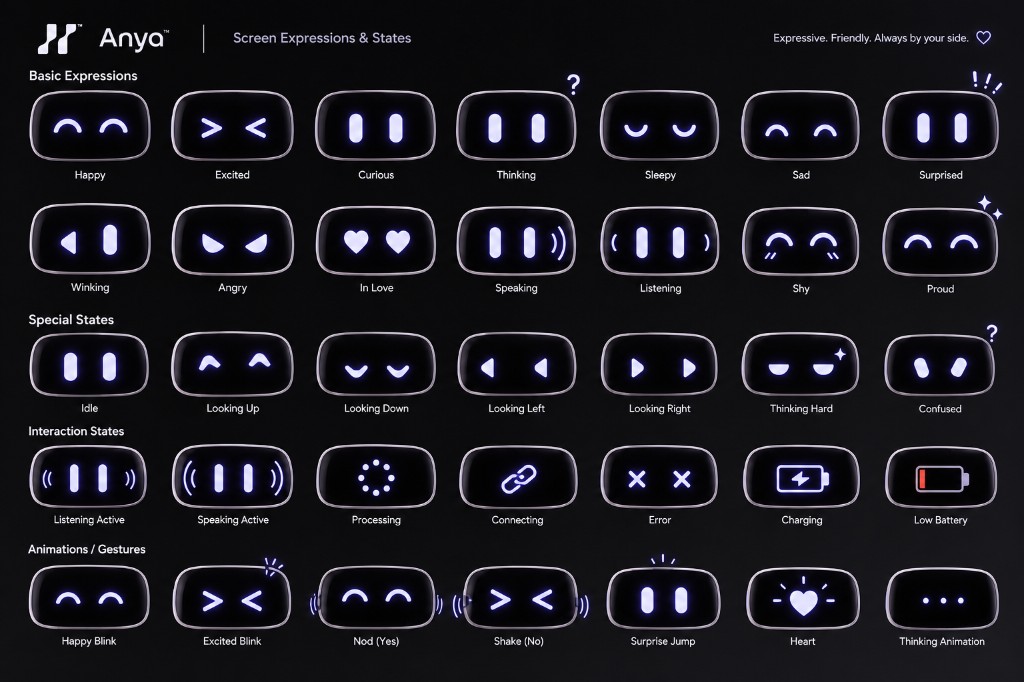 Anya™
Screen Expressions & States
Expressive. Friendly. Always by your side.
Basic Expressions
?
!!!
Happy
Excited
Curious
Thinking
Sleepy
Sad
Surprised
Winking
Angry
In Love
Speaking
Listening
Shy
Proud
Special States
?
Idle
Looking Up
Looking Down
Looking Left
Looking Right
Thinking Hard
Confused
Interaction States
Listening Active
Speaking Active
Processing
Connecting
Error
Charging
Low Battery
Animations / Gestures
Happy Blink
Excited Blink
Nod (Yes)
Shake (No)
Surprise Jump
Heart
Thinking Animation